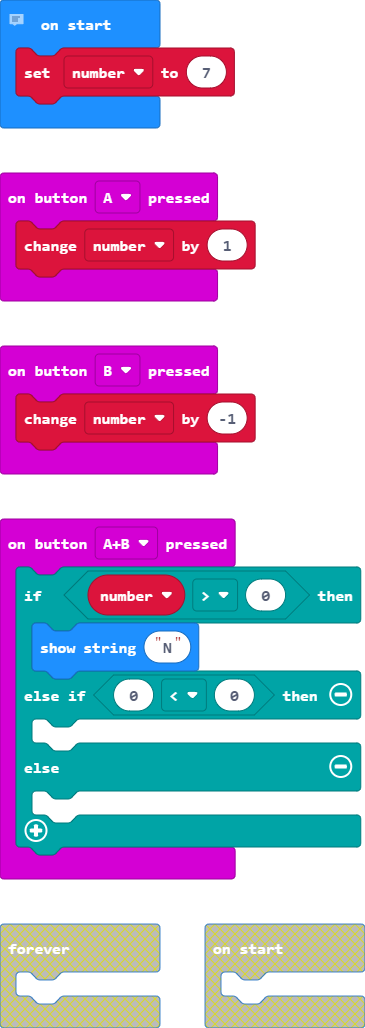 on start
set number to 7
on button A pressed
change number by 1
on button B pressed
change number by -1
on button A+B pressed
if number > 0 then
show string "N"
else if 0 < 0 then
else
forever on start